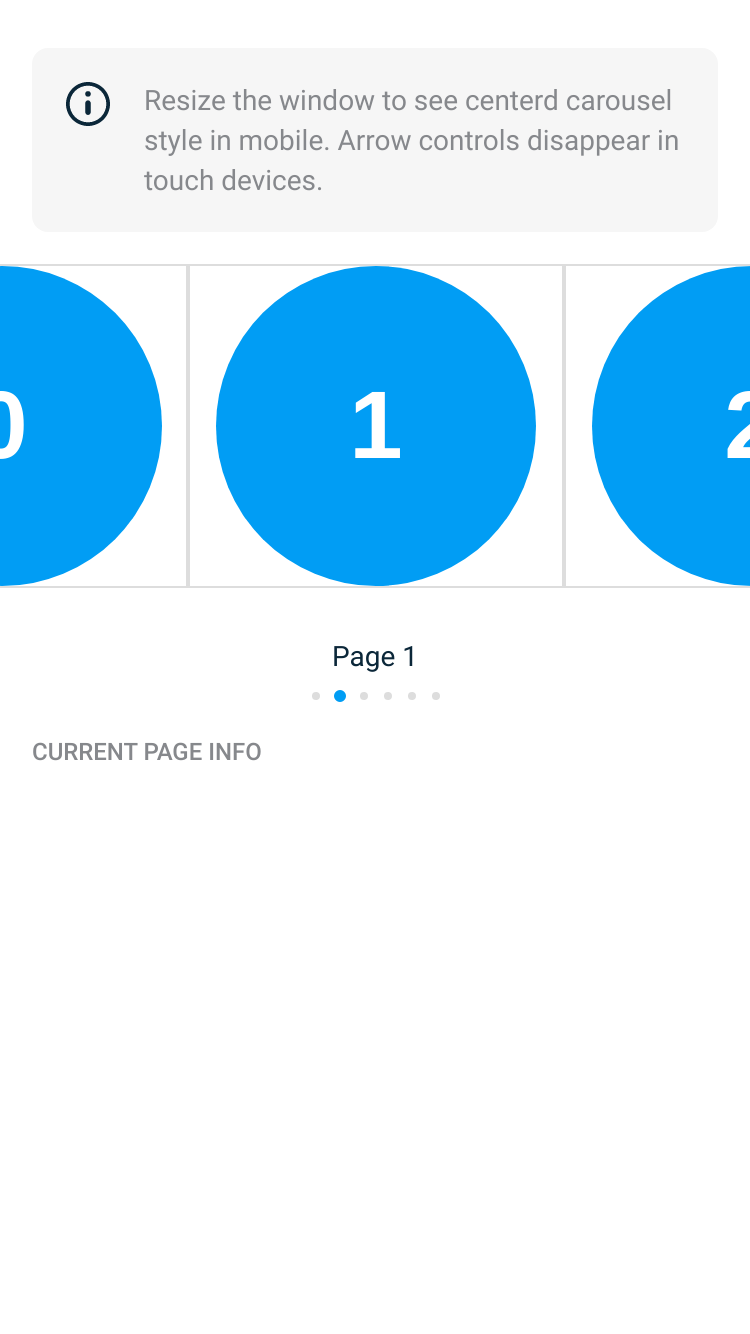 Resize the window to see centerd carousel
style in mobile. Arrow controls disappear in
touch devices.
0 1 2
Page 1
CURRENT PAGE INFO